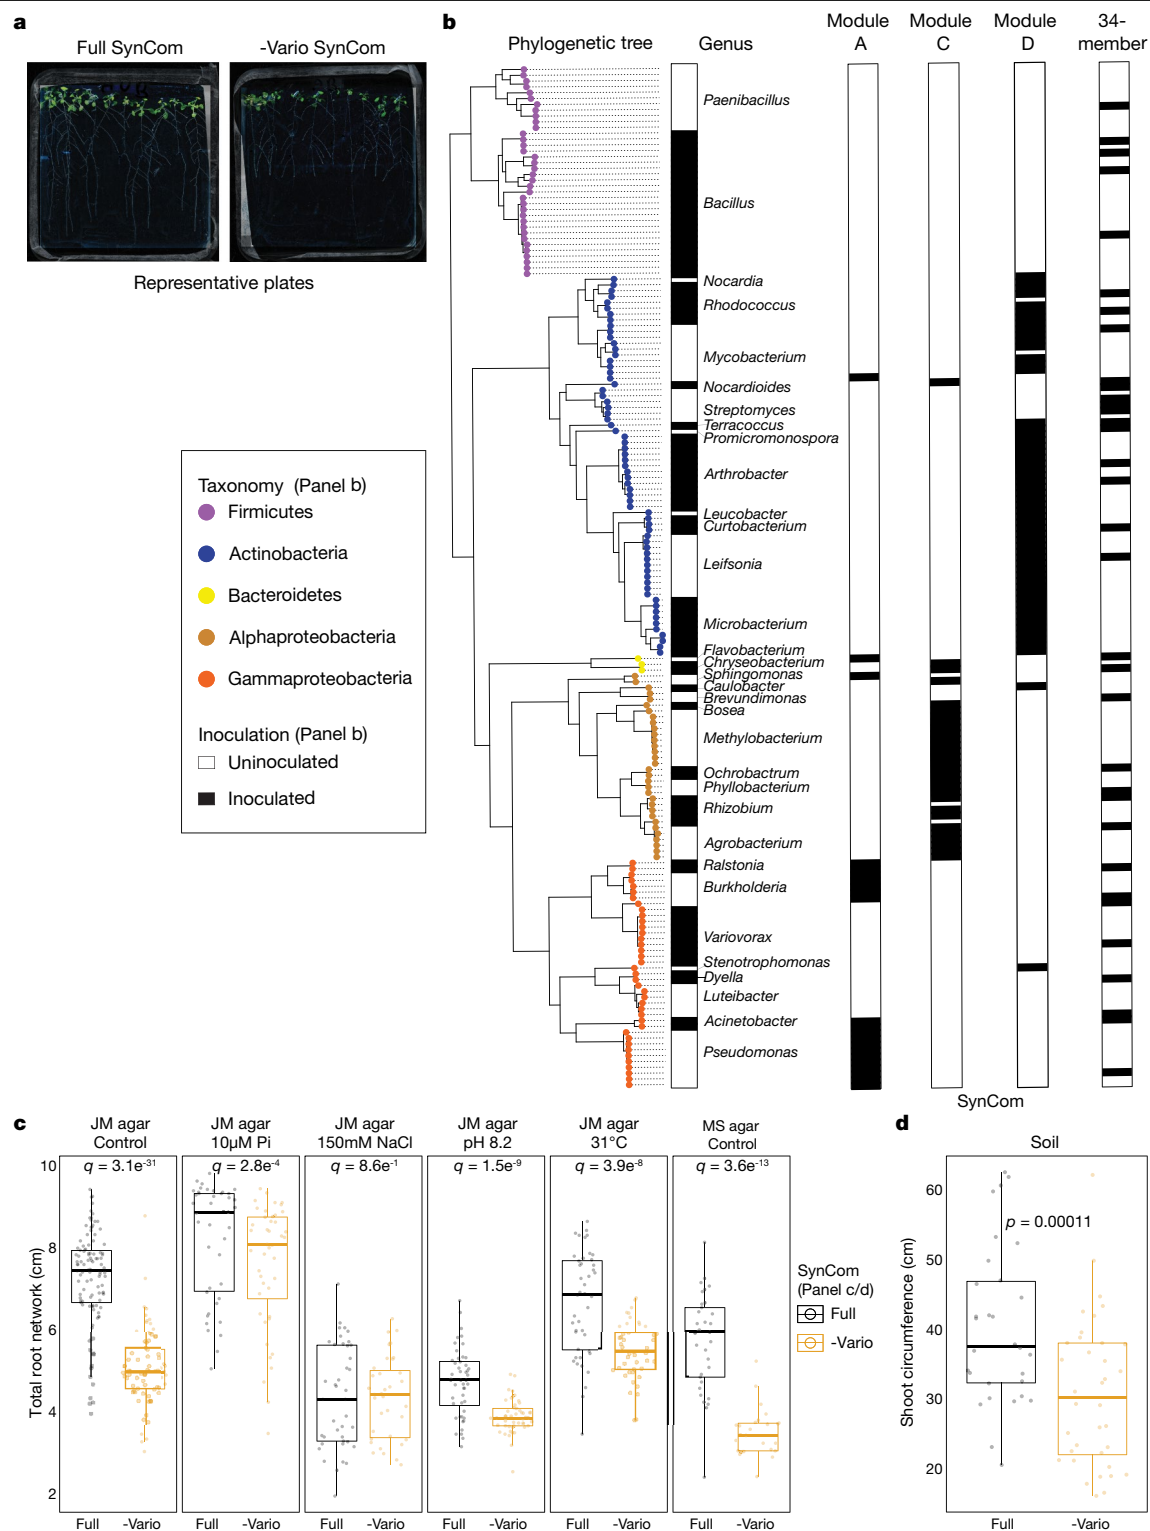 a
Full SynCom
-Vario SynCom
Representative plates
Taxonomy (Panel b)
Firmicutes
Actinobacteria
Bacteroidetes
Alphaproteobacteria
Gammaproteobacteria
Inoculation (Panel b)
Uninoculated
Inoculated
b
Phylogenetic tree
Genus
Module
A
Module
C
Module
D
34-
member
Paenibacillus
Bacillus
Nocardia
Rhodococcus
Mycobacterium
Nocardioides
Streptomyces
Terracoccus
Promicromonospora
Arthrobacter
Leucobacter
Curtobacterium
Leifsonia
Microbacterium
Flavobacterium
Chryseobacterium
Sphingomonas
Caulobacter
Brevundimonas
Bosea
Methylobacterium
Ochrobactrum
Phyllobacterium
Rhizobium
Agrobacterium
Ralstonia
Burkholderia
Variovorax
Stenotrophomonas
Dyella
Luteibacter
Acinetobacter
Pseudomonas
SynCom
c
JM agar
Control
JM agar
10µM Pi
JM agar
150mM NaCl
JM agar
pH 8.2
JM agar
31°C
MS agar
Control
q = 3.1e-31
q = 2.8e-4
q = 8.6e-1
q = 1.5e-9
q = 3.9e-8
q = 3.6e-13
Total root network (cm)
10
8
6
4
2
Full
-Vario
Full
-Vario
Full
-Vario
Full
-Vario
Full
-Vario
Full
-Vario
SynCom
(Panel c/d)
Full
-Vario
d
Soil
p = 0.00011
Shoot circumference (cm)
60
50
40
30
20
Full
-Vario